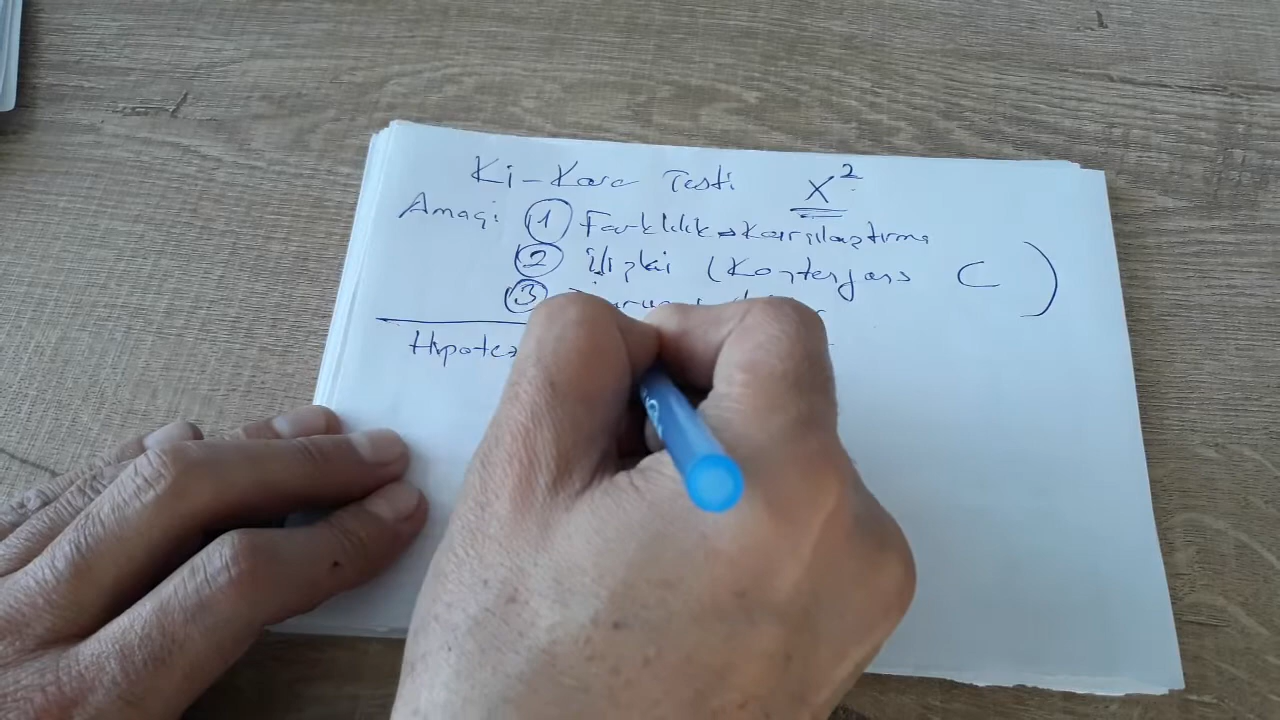 Ki-Kare Testi X²
Amaçı ① Farklılık → Karşılaştırma
② İlişki (Kontenjans C )
③
Hipotez